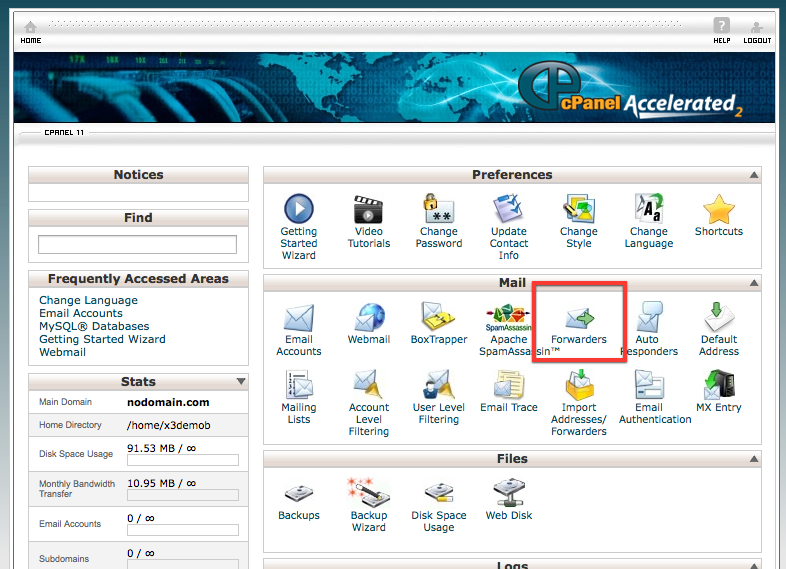 HOME
HELP
LOGOUT
cPanel Accelerated 2
CPANEL 11
Notices
Find
Frequently Accessed Areas
Change Language
Email Accounts
MySQL® Databases
Getting Started Wizard
Webmail
Stats
Main Domain nodomain.com
Home Directory /home/x3demob
Disk Space Usage 91.53 MB / ∞
Monthly Bandwidth
Transfer
10.95 MB / ∞
Email Accounts 0 / ∞
Subdomains 0 / ∞
Preferences
Getting
Started
Wizard
Video
Tutorials
Change
Password
Update
Contact
Info
Change
Style
Change
Language
Shortcuts
Mail
Email
Accounts
Webmail
BoxTrapper
SpamAssassin
Apache
SpamAssassin™
Forwarders
Auto
Responders
Default
Address
Mailing
Lists
Account
Level
Filtering
User Level
Filtering
Email Trace
Import
Addresses/
Forwarders
Email
Authentication
MX Entry
Files
Backups
Backup
Wizard
Disk Space
Usage
Web Disk
Logs